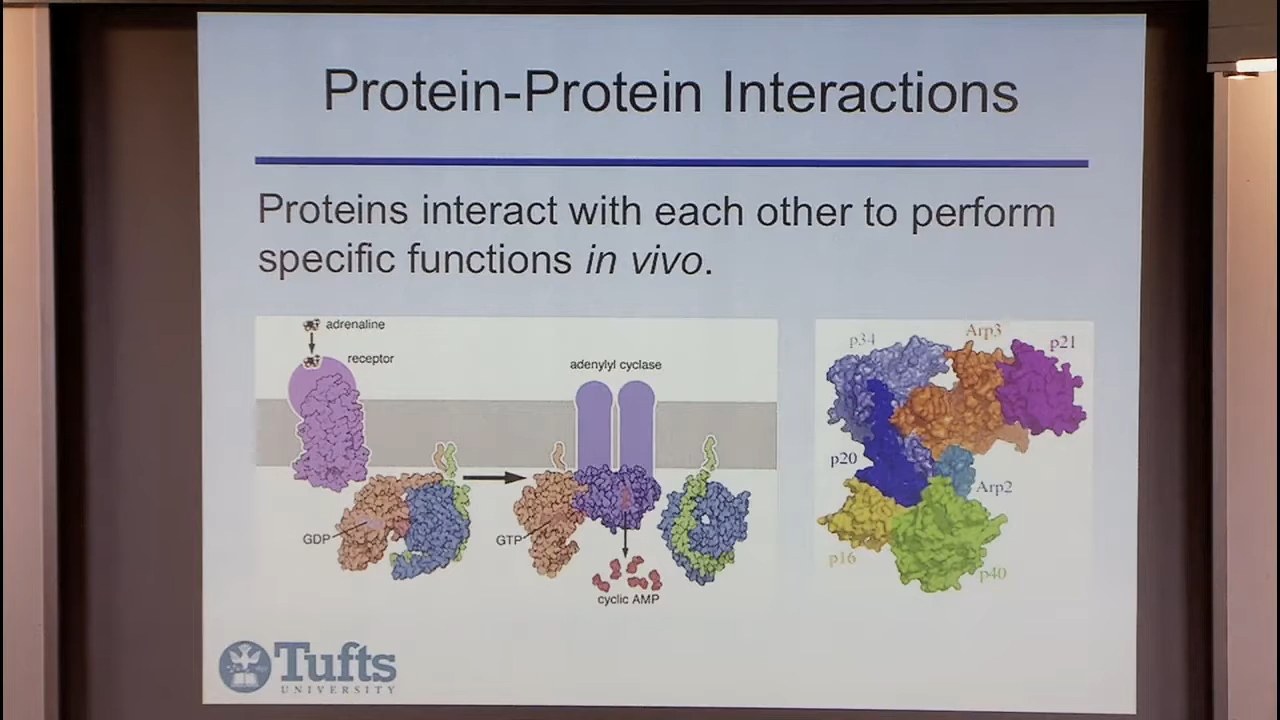 Protein-Protein Interactions
Proteins interact with each other to perform
specific functions in vivo.
adrenaline
receptor
adenylyl cyclase
GDP
GTP
cyclic AMP
p34
Arp3
p21
p20
Arp2
p16
p40
Tufts
UNIVERSITY